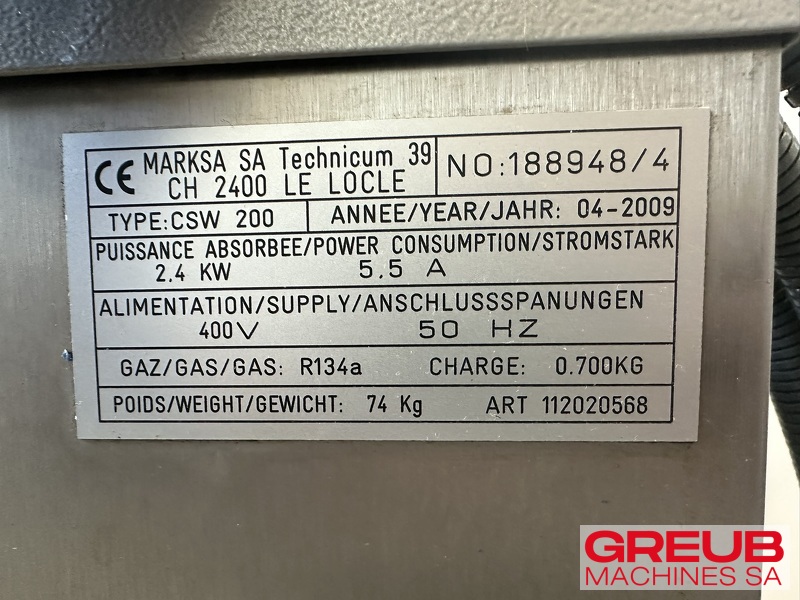 CE MARKSA SA Technicum 39
CH 2400 LE LOCLE
NO:188948/4
TYPE:CSW 200
ANNEE/YEAR/JAHR: 04-2009
PUISSANCE ABSORBEE/POWER CONSUMPTION/STROMSTARK
2,4 KW 5,5 A
ALIMENTATION/SUPPLY/ANSCHLUSSSPANUNGEN
400V 50 HZ
GAZ/GAS/GAS: R134a CHARGE: 0.700KG
POIDS/WEIGHT/GEWICHT: 74 Kg ART 112020568
GREUB
MACHINES SA